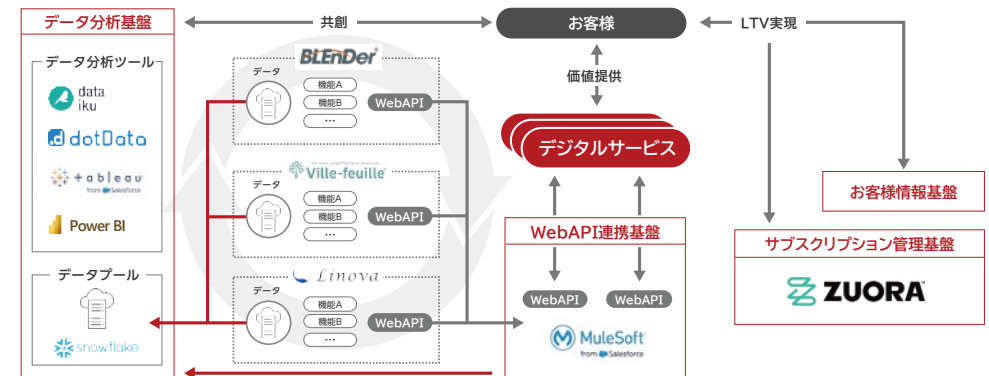 データ分析基盤
共創
お客様
LTV実現
データ分析ツール
data
iku
dotData
+ableau
from Salesforce
Power BI
データプール
snowflake
BLEnDer
データ
機能A
機能B
…
WebAPI
Ville-feuille
データ
機能A
機能B
…
WebAPI
Linova
データ
機能A
機能B
…
WebAPI
価値提供
デジタルサービス
WebAPI連携基盤
WebAPI
WebAPI
MuleSoft
from Salesforce
お客様情報基盤
サブスクリプション管理基盤
ZUORA